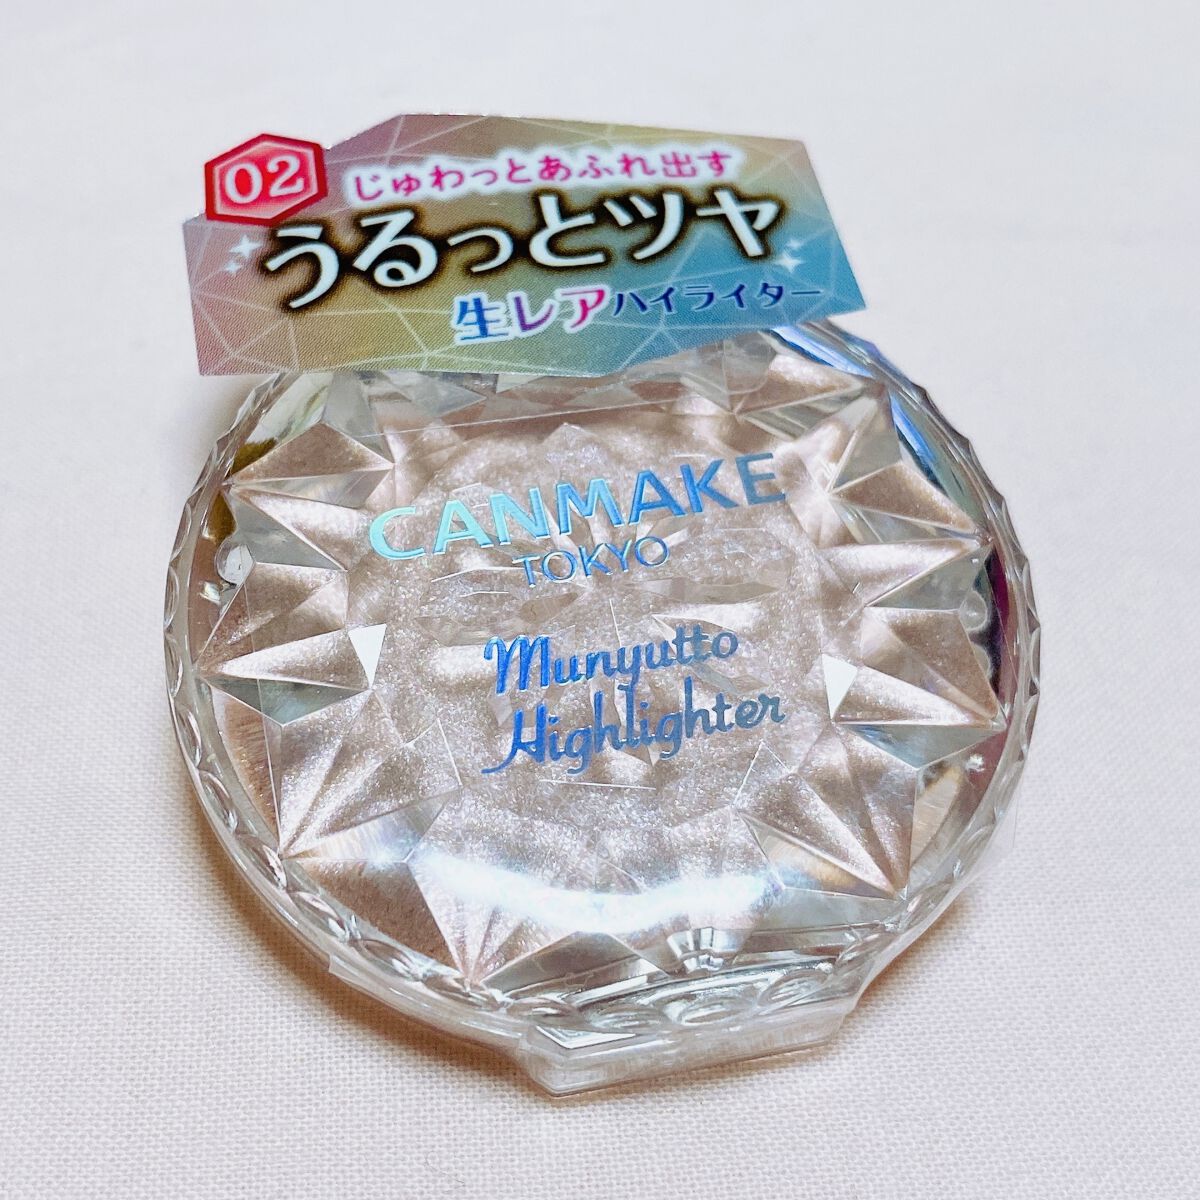 02
じゅわっとあふれ出す
うるっとツヤ
生レアハイライター
CANMAKE
TOKYO
Munyutto
Highlighter